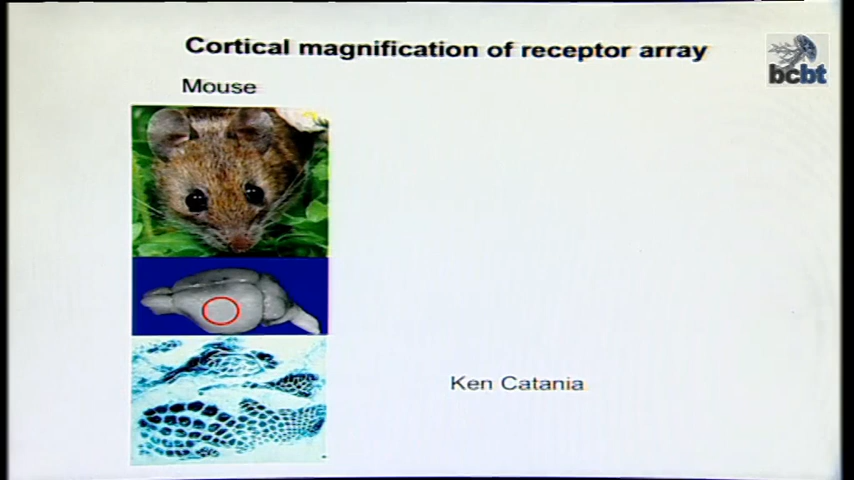 Cortical magnification of receptor array
bcbt
Mouse
Ken Catania